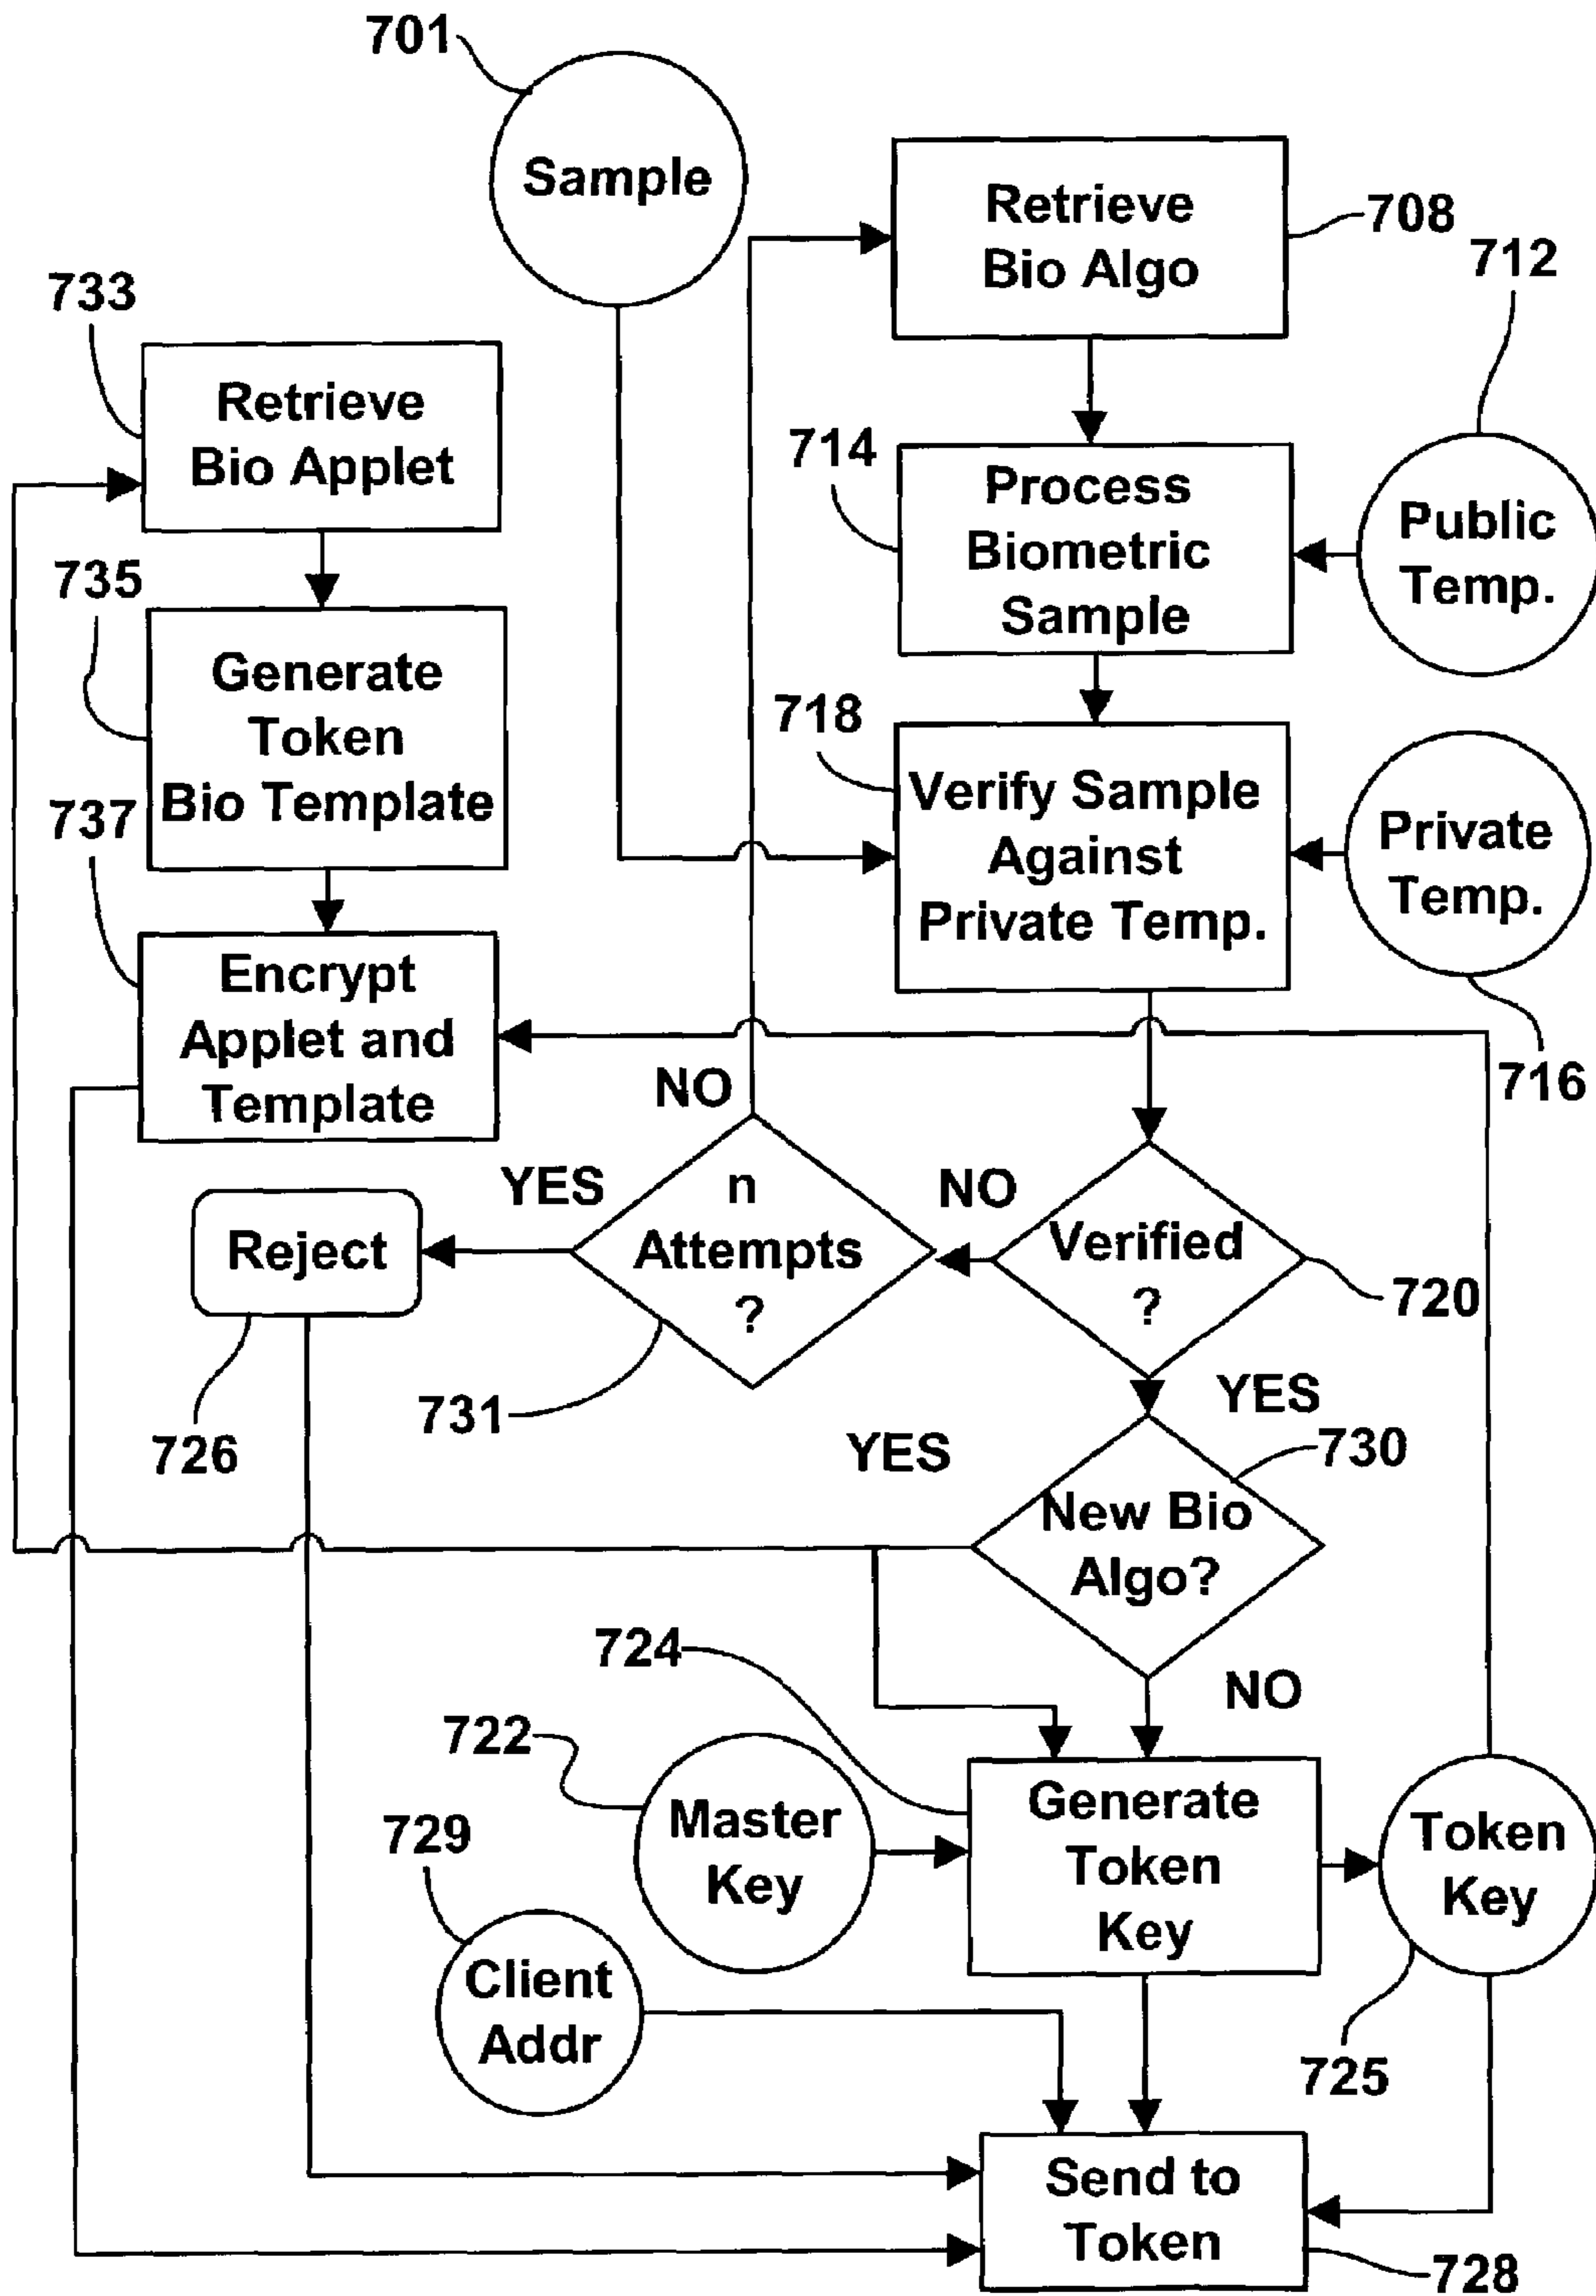 701
Sample
Retrieve
Bio Algo
708
712
733
Retrieve
Bio Applet
714
Process
Biometric
Sample
Public
Temp.
735
Generate
Token
Bio Template
718
Verify Sample
Against
Private Temp.
Private
Temp.
737
Encrypt
Applet and
Template
716
NO
YES
n
Attempts
?
NO
Verified
?
720
Reject
726
731
YES
YES
730
New Bio
Algo?
724
NO
722
Master
Key
Generate
Token
Key
Token
Key
729
Client
Addr
725
Send to
Token
728